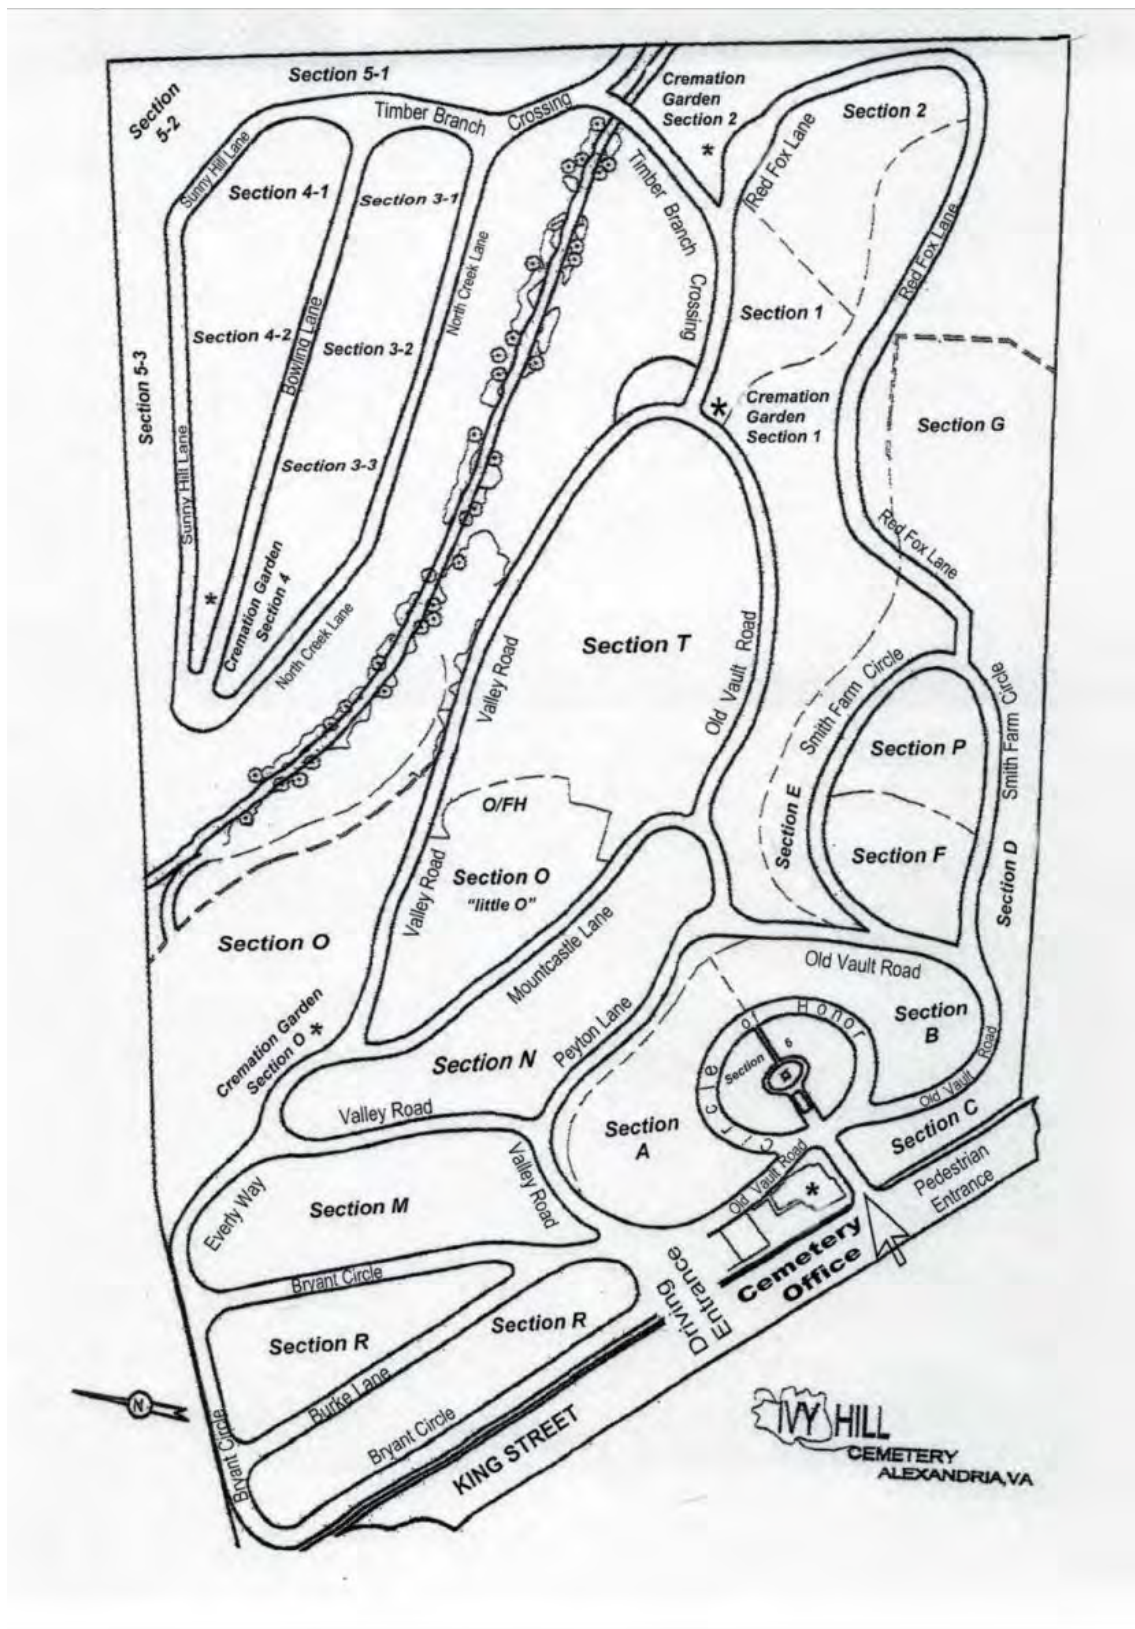 Section 5-1
Section
5-2
Timber Branch
Crossing
Cremation
Garden
Section 2
*
Section 2
Red Fox Lane
Sunny Hill Lane
Section 4-1
Section 3-1
Timber Branch
Crossing
North Creek Lane
Red Fox Lane
Section 1
Section 4-2
Bowling Lane
Section 3-2
Section 5-3
*
Cremation
Garden
Section 1
Section G
Section 3-3
Sunny Hill Lane
Red Fox Lane
*
Cremation Garden
Section 4
North Creek Lane
Section T
Valley Road
Old Vault Road
Smith Farm Circle
Smith Farm Circle
Section P
O/FH
Section E
Section F
Section D
Valley Road
Section O
"little O"
Section O
Mountcastle Lane
Old Vault Road
Cremation Garden
Section O *
Peyton Lane
Circle of Honor
Section 6
Section
B
Section N
Old Vault Road
Valley Road
Section
A
Section C
Pedestrian
Entrance
Valley Road
Old Vault Road
*
Everly Way
Section M
Cemetery
Office
Driving
Entrance
Bryant Circle
Section R
Section R
Burke Lane
N
Bryant Circle
Bryant Circle
KING STREET
IVY HILL
CEMETERY
ALEXANDRIA, VA